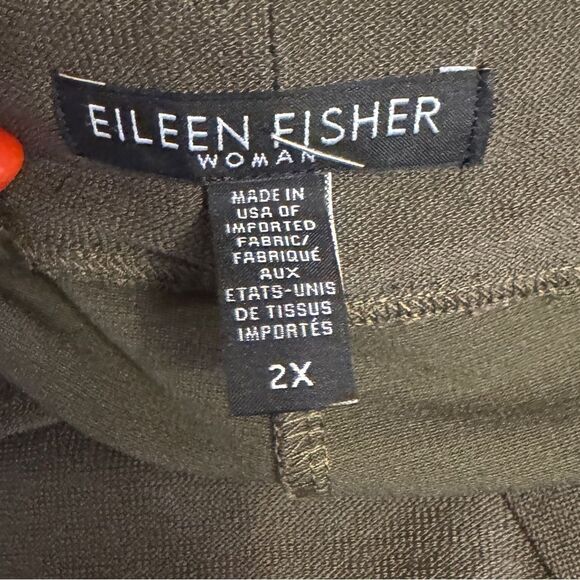 EILEEN FISHER
WOMAN
MADE IN
USA OF
IMPORTED
FABRIC/
FABRIQUÉ
AUX
ETATS-UNIS
DE TISSUS
IMPORTÉS
2X